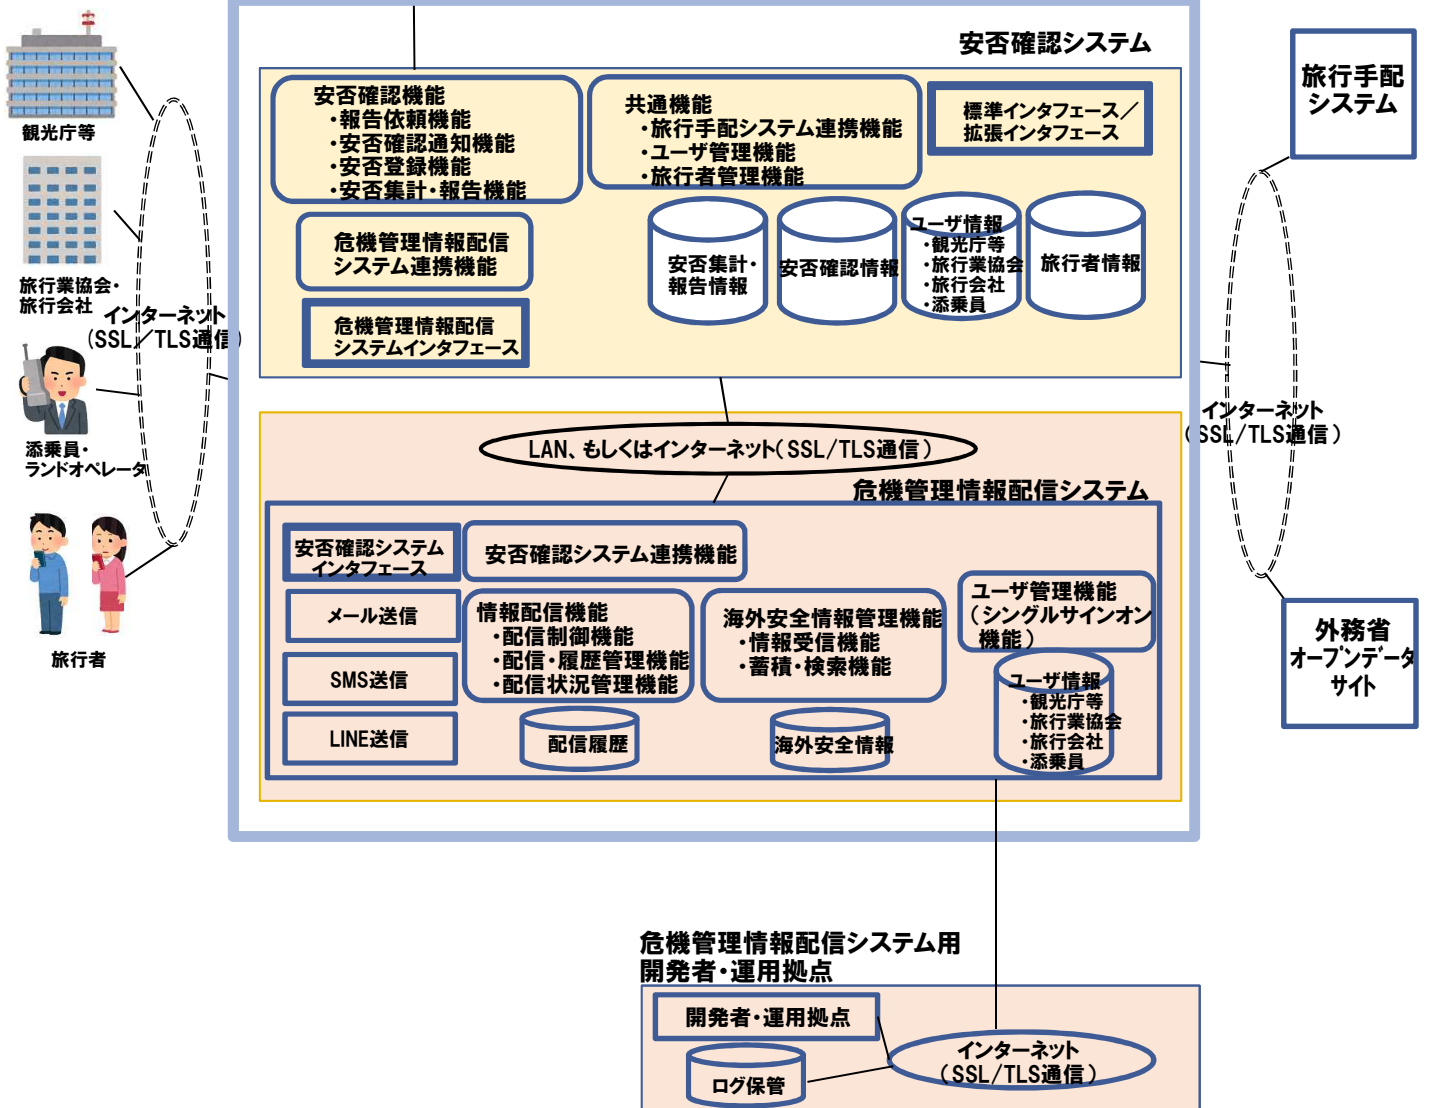 安否確認システム
安否確認機能
・報告依頼機能
・安否確認通知機能
・安否登録機能
・安否集計・報告機能
共通機能
・旅行手配システム連携機能
・ユーザ管理機能
・旅行者管理機能
標準インタフェース／
拡張インタフェース
危機管理情報配信
システム連携機能
危機管理情報配信
システムインタフェース
安否集計・
報告情報
安否確認情報
ユーザ情報
・観光庁等
・旅行業協会
・旅行会社
・添乗員
旅行者情報
観光庁等
旅行業協会・
旅行会社
インターネット
(SSL/TLS通信)
添乗員・
ランドオペレータ
旅行者
旅行手配
システム
インターネット
(SSL/TLS通信)
外務省
オープンデータ
サイト
LAN、もしくはインターネット(SSL/TLS通信)
危機管理情報配信システム
安否確認システム
インタフェース
安否確認システム連携機能
メール送信
SMS送信
LINE送信
情報配信機能
・配信制御機能
・配信・履歴管理機能
・配信状況管理機能
配信履歴
海外安全情報管理機能
・情報受信機能
・蓄積・検索機能
海外安全情報
ユーザ管理機能
(シングルサインオン
機能)
ユーザ情報
・観光庁等
・旅行業協会
・旅行会社
・添乗員
危機管理情報配信システム用
開発者・運用拠点
開発者・運用拠点
ログ保管
インターネット
(SSL/TLS通信)